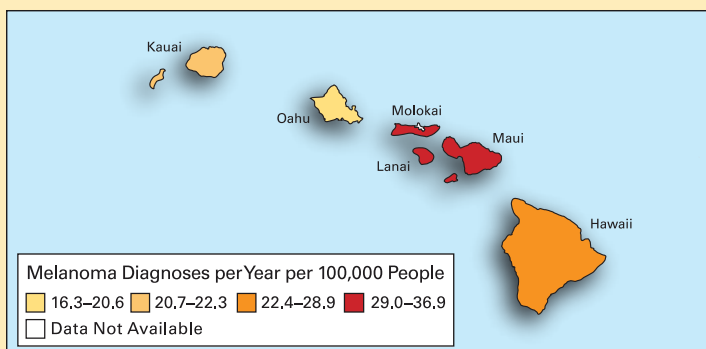 Kauai
Oahu
Molokai
Maui
Lanai
Hawaii
Melanoma Diagnoses per Year per 100,000 People
16.3–20.6 20.7–22.3 22.4–28.9 29.0–36.9
Data Not Available